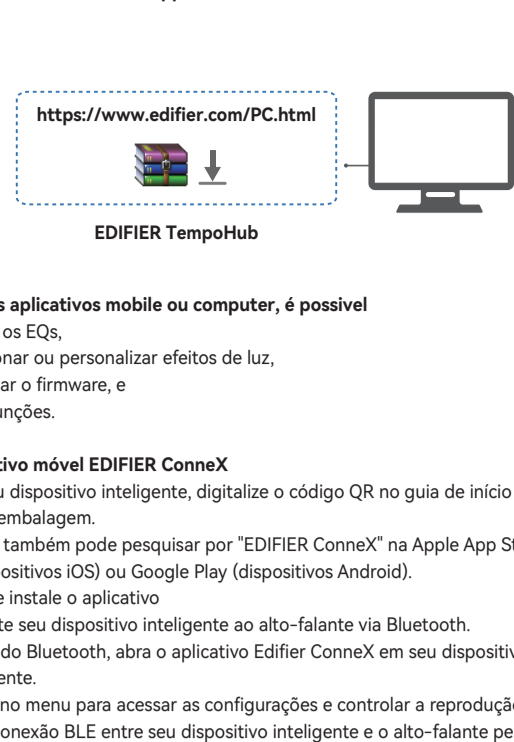 https://www.edifier.com/PC.html
EDIFIER TempoHub
s aplicativos mobile ou computer, é possivel
os EQs,
nar ou personalizar efeitos de luz,
ar o firmware, e
unções.
tivo móvel EDIFIER ConneX
u dispositivo inteligente, digitalize o código QR no guia de início
embalagem.
também pode pesquisar por "EDIFIER ConneX" na Apple App St
positivos iOS) ou Google Play (dispositivos Android).
e instale o aplicativo
te seu dispositivo inteligente ao alto-falante via Bluetooth.
do Bluetooth, abra o aplicativo Edifier ConneX em seu dispositiv
ente.
no menu para acessar as configurações e controlar a reproduçã
onexão BLE entre seu dispositivo inteligente e o alto-falante pe